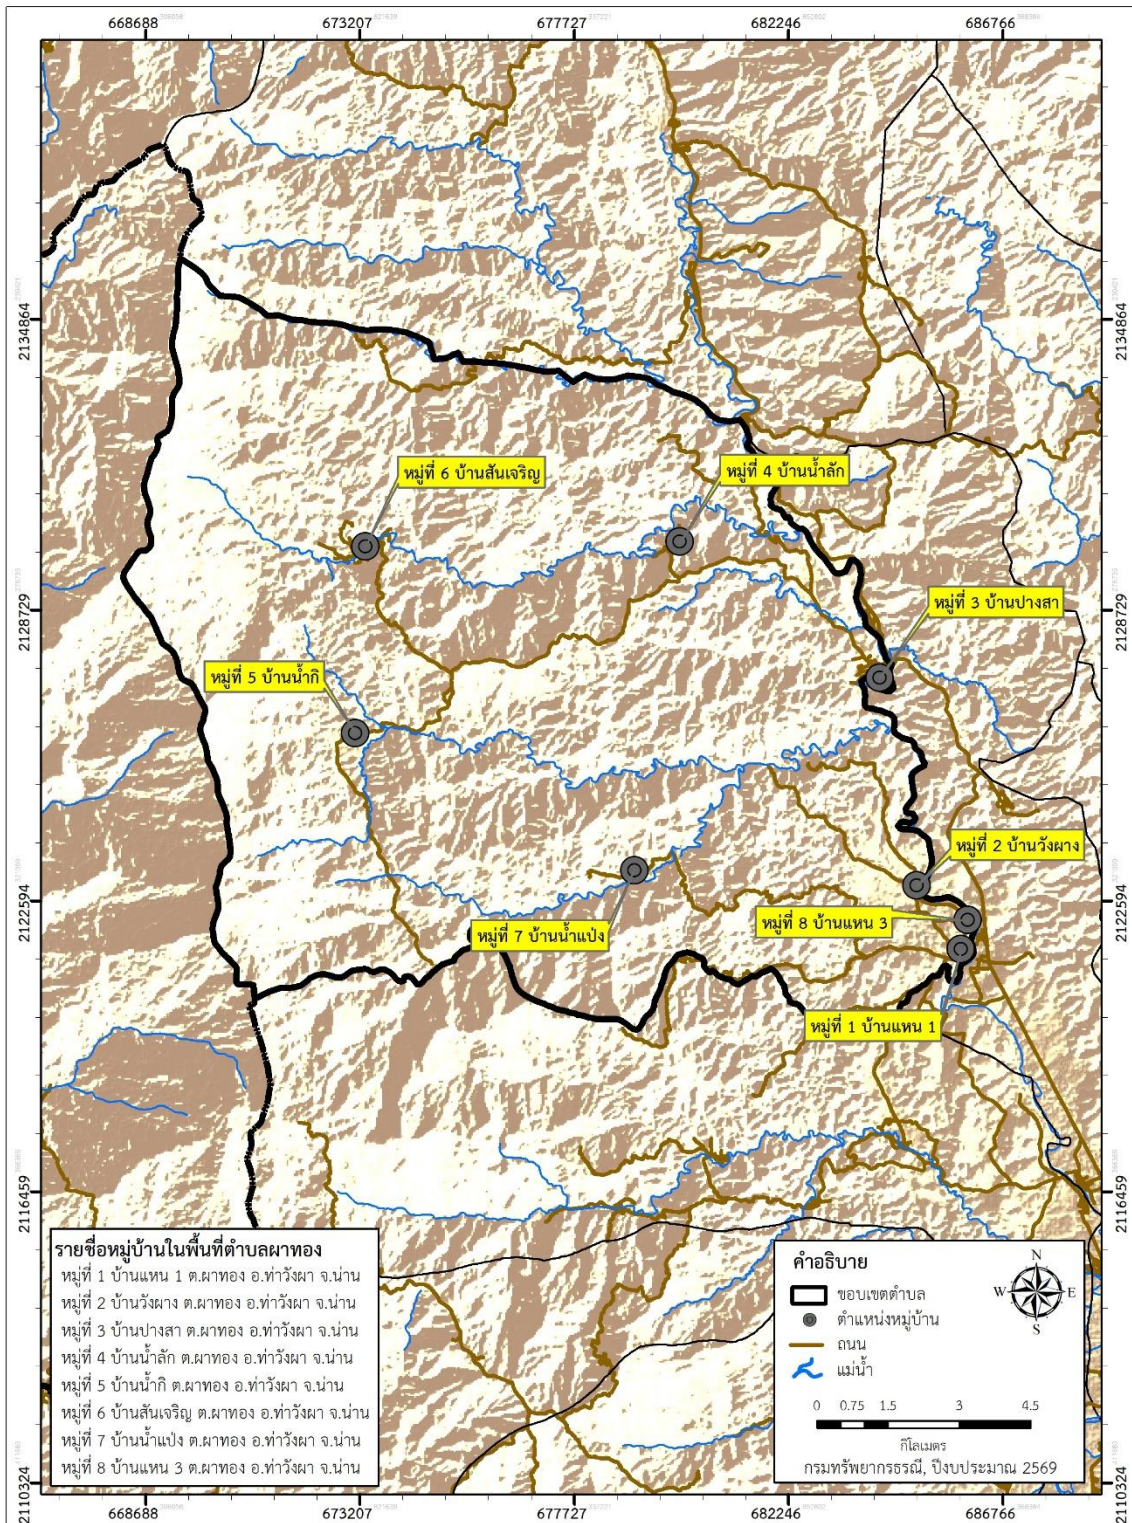 668688 673207 677727 682246 686766
2134864 2134864
หมู่ที่ 6 บ้านสันเจริญ
หมู่ที่ 4 บ้านน้ำลัก
2128729 2128729
หมู่ที่ 3 บ้านปางสา
หมู่ที่ 5 บ้านน้ำกิ
หมู่ที่ 2 บ้านวังผาง
2122594 2122594
หมู่ที่ 8 บ้านแหน 3
หมู่ที่ 7 บ้านน้ำแป่ง
หมู่ที่ 1 บ้านแหน 1
2116459 2116459
รายชื่อหมู่บ้านในพื้นที่ตำบลผาทอง
หมู่ที่ 1 บ้านแหน 1 ต.ผาทอง อ.ท่าวังผา จ.น่าน
หมู่ที่ 2 บ้านวังผาง ต.ผาทอง อ.ท่าวังผา จ.น่าน
หมู่ที่ 3 บ้านปางสา ต.ผาทอง อ.ท่าวังผา จ.น่าน
หมู่ที่ 4 บ้านน้ำลัก ต.ผาทอง อ.ท่าวังผา จ.น่าน
หมู่ที่ 5 บ้านน้ำกิ ต.ผาทอง อ.ท่าวังผา จ.น่าน
หมู่ที่ 6 บ้านสันเจริญ ต.ผาทอง อ.ท่าวังผา จ.น่าน
หมู่ที่ 7 บ้านน้ำแป่ง ต.ผาทอง อ.ท่าวังผา จ.น่าน
หมู่ที่ 8 บ้านแหน 3 ต.ผาทอง อ.ท่าวังผา จ.น่าน
คำอธิบาย
ขอบเขตตำบล
ตำแหน่งหมู่บ้าน
ถนน
แม่น้ำ
N
W E
S
0 0.75 1.5 3 4.5
กิโลเมตร
กรมทรัพยากรธรณี, ปีงบประมาณ 2569
2110324 2110324
668688 673207 677727 682246 686766